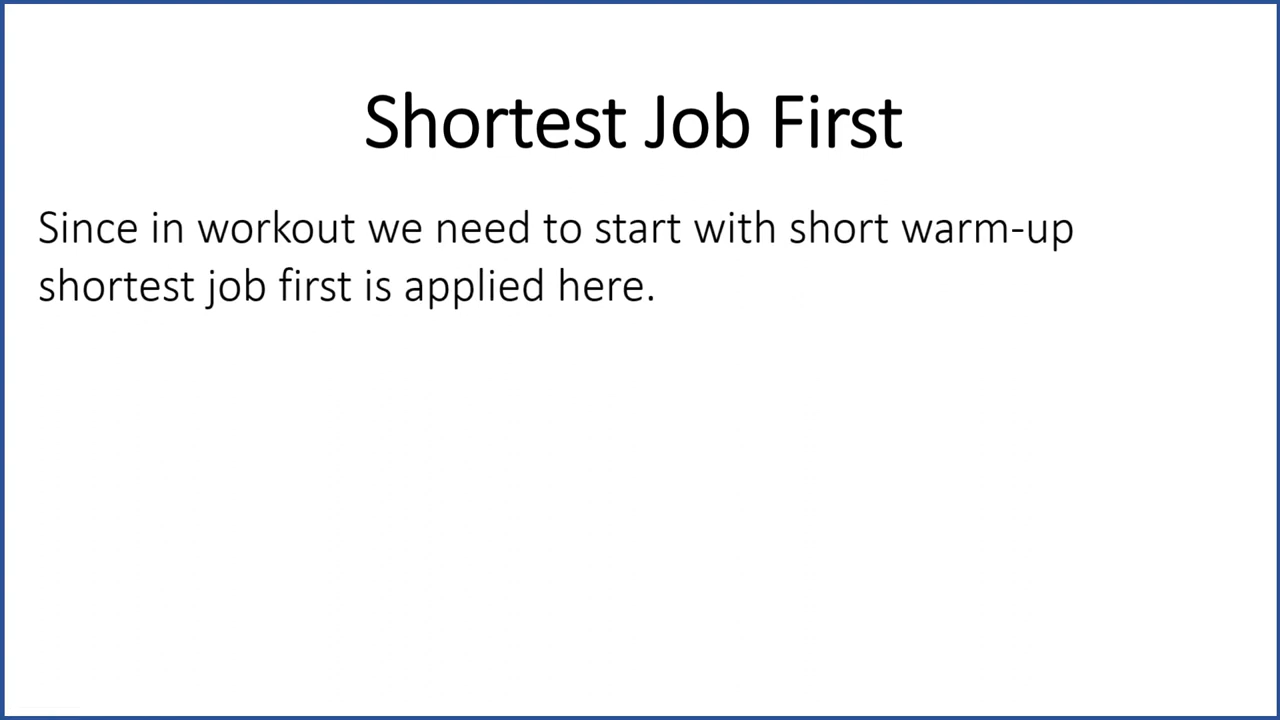 Shortest Job First
Since in workout we need to start with short warm-up
shortest job first is applied here.